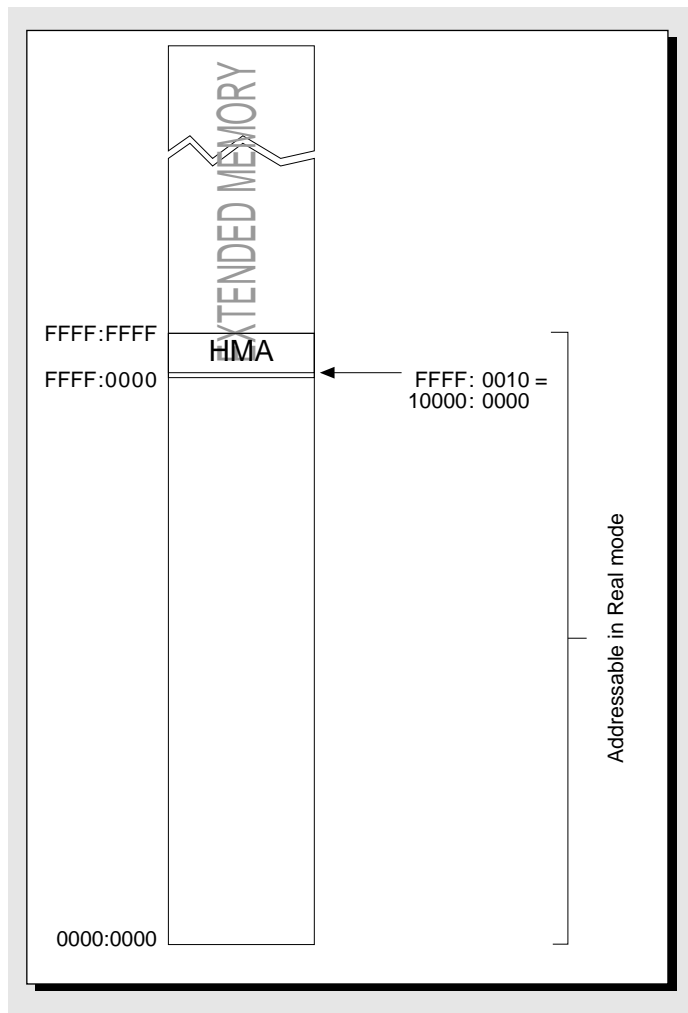 EXTENDED MEMORY
FFFF:FFFF
HMA
FFFF:0000
FFFF: 0010 =
10000: 0000
Addressable in Real mode
0000:0000